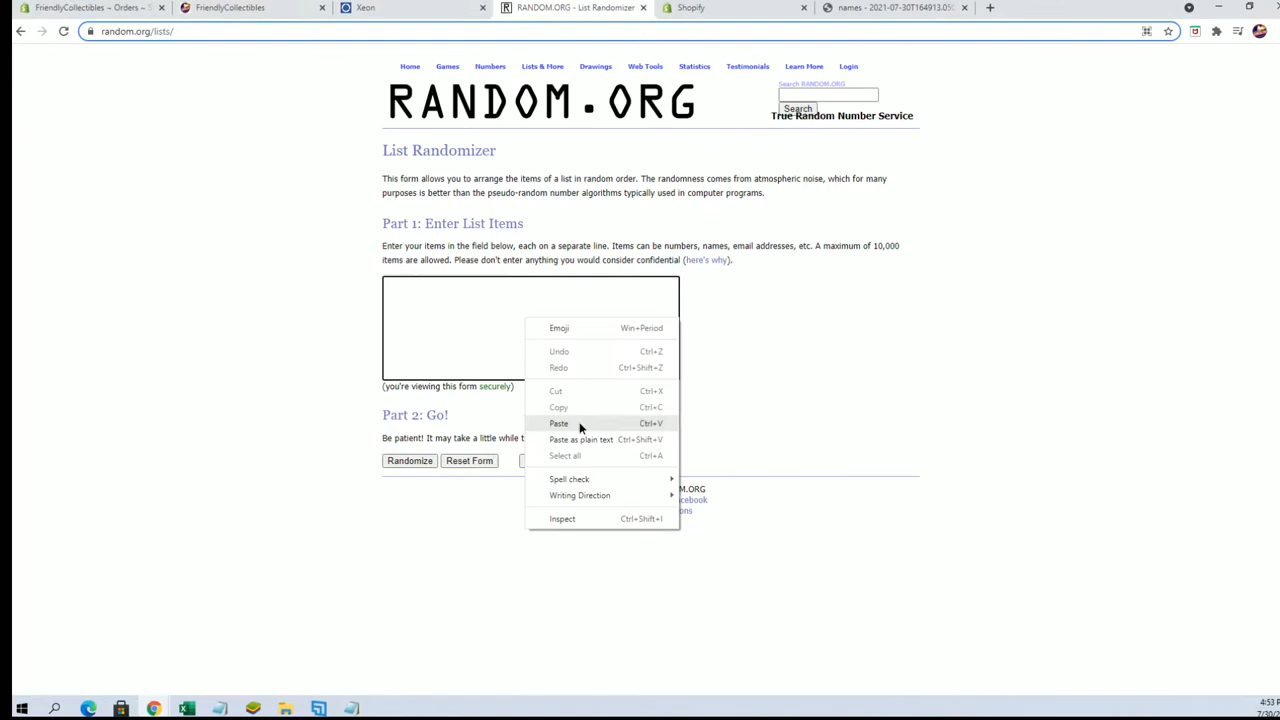 FriendlyCollectibles ~ Orders ~ S
FriendlyCollectibles
Xeon
RANDOM.ORG - List Randomizer
Shopify
names - 2021-07-30T164913.05
random.org/lists/
Home Games Numbers Lists & More Drawings Web Tools Statistics Testimonials Learn More Login
Search RANDOM.ORG
RANDOM.ORG
Search
True Random Number Service
List Randomizer
This form allows you to arrange the items of a list in random order. The randomness comes from atmospheric noise, which for many
purposes is better than the pseudo-random number algorithms typically used in computer programs.
Part 1: Enter List Items
Enter your items in the field below, each on a separate line. Items can be numbers, names, email addresses, etc. A maximum of 10,000
items are allowed. Please don't enter anything you would consider confidential (here's why).
Emoji Win+Period
Undo Ctrl+Z
Redo Ctrl+Shift+Z
Cut Ctrl+X
Copy Ctrl+C
Paste Ctrl+V
Paste as plain text Ctrl+Shift+V
Select all Ctrl+A
Spell check
Writing Direction
Inspect Ctrl+Shift+I
(you're viewing this form securely)
Part 2: Go!
Be patient! It may take a little while t
Randomize Reset Form
M.ORG
cebook
ons
4:53
7/30/2